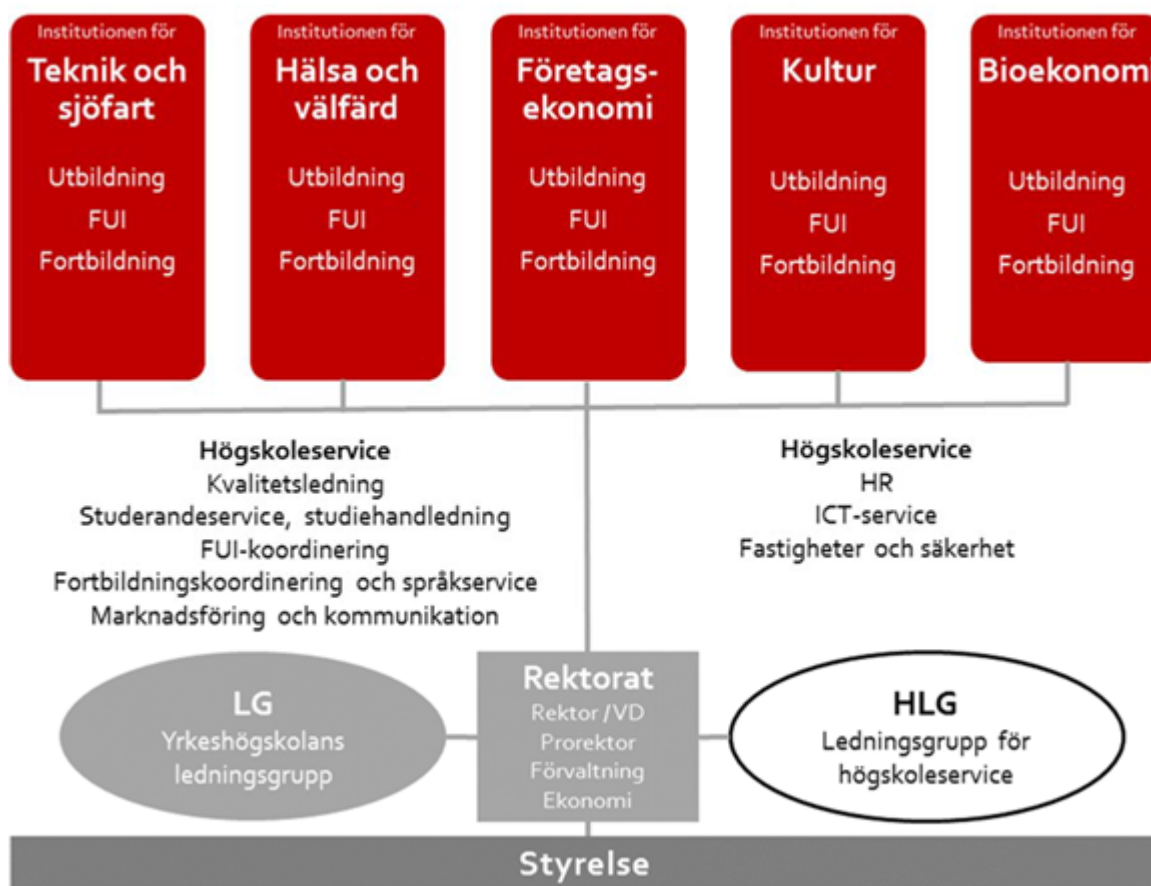 Institutionen för
Teknik och
sjöfart
Utbildning
FUI
Fortbildning
Institutionen för
Hälsa och
välfärd
Utbildning
FUI
Fortbildning
Institutionen för
Företags-
ekonomi
Utbildning
FUI
Fortbildning
Institutionen för
Kultur
Utbildning
FUI
Fortbildning
Institutionen för
Bioekonomi
Utbildning
FUI
Fortbildning
Högskoleservice
Kvalitetsledning
Studerandeservice, studiehandledning
FUI-koordinering
Fortbildningskoordinering och språkservice
Marknadsföring och kommunikation
Högskoleservice
HR
ICT-service
Fastigheter och säkerhet
LG
Yrkeshögskolans
ledningsgrupp
Rektorat
Rektor / VD
Prorektor
Förvaltning
Ekonomi
HLG
Ledningsgrupp för
högskoleservice
Styrelse